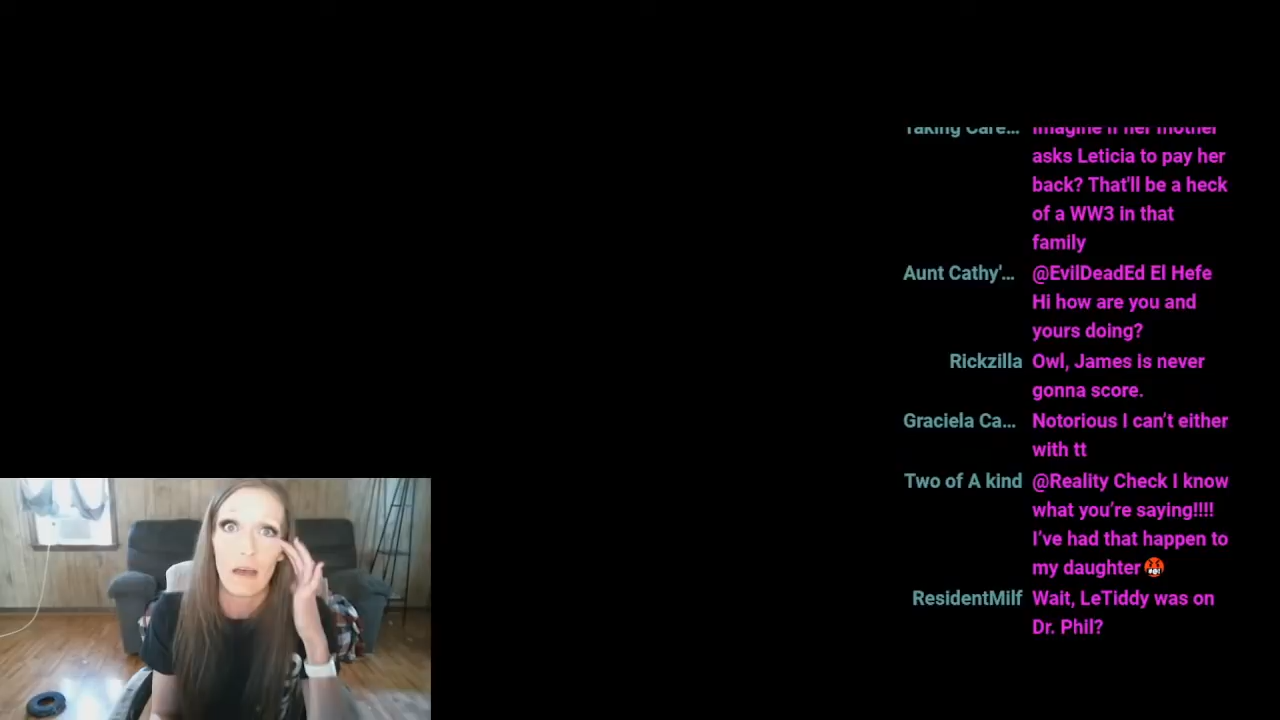 Taking Care... Imagine if her mother
asks Leticia to pay her
back? That'll be a heck
of a WW3 in that
family
Aunt Cathy'... @EvilDeadEd El Hefe
Hi how are you and
yours doing?
Rickzilla Owl, James is never
gonna score.
Graciela Ca... Notorious I can’t either
with tt
Two of A kind @Reality Check I know
what you’re saying!!!!
I’ve had that happen to
my daughter🤬
ResidentMilf Wait, LeTiddy was on
Dr. Phil?